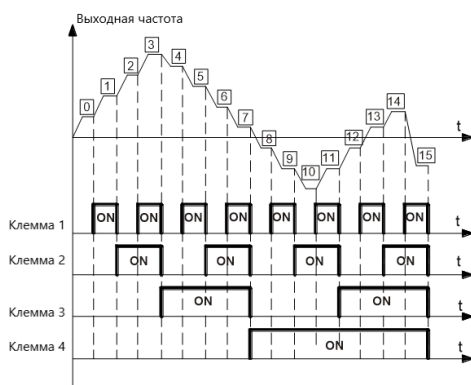 Выходная частота
3
4
2
14
1
5
13
0
6
12
7
t
8
11
9
15
10
Клемма 1 ON ON ON ON ON ON ON ON t
Клемма 2 ON ON ON ON t
Клемма 3 ON ON t
Клемма 4 ON t